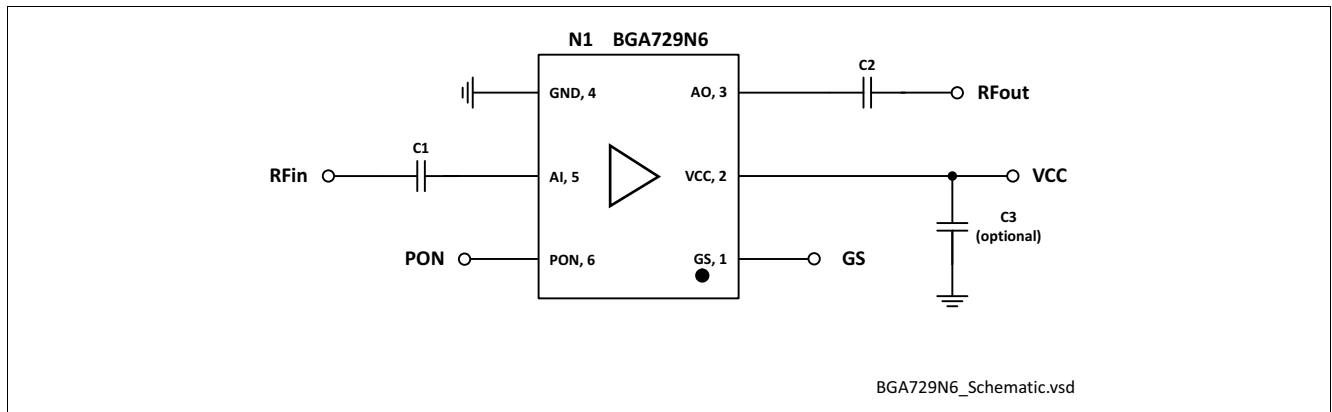 N1 BGA729N6
C2
GND, 4
AO, 3
RFout
C1
RFin
AI, 5
VCC, 2
VCC
C3
(optional)
PON
PON, 6
GS, 1
GS
BGA729N6_Schematic.vsd